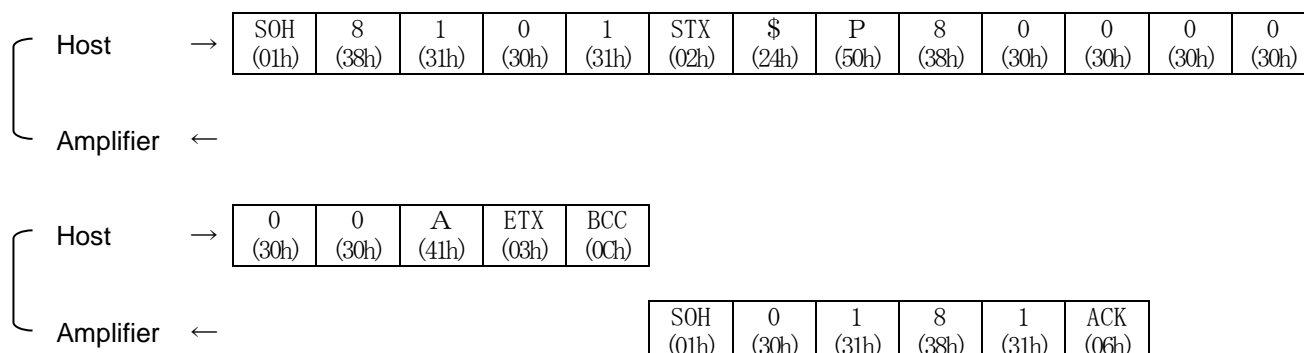 Host → SOH 8 1 0 1 STX $ P 8 0 0 0 0
(01h) (38h) (31h) (30h) (31h) (02h) (24h) (50h) (38h) (30h) (30h) (30h) (30h)
Amplifier ←
Host → 0 0 A ETX BCC
(30h) (30h) (41h) (03h) (0Ch)
Amplifier ← SOH 0 1 8 1 ACK
(01h) (30h) (31h) (38h) (31h) (06h)